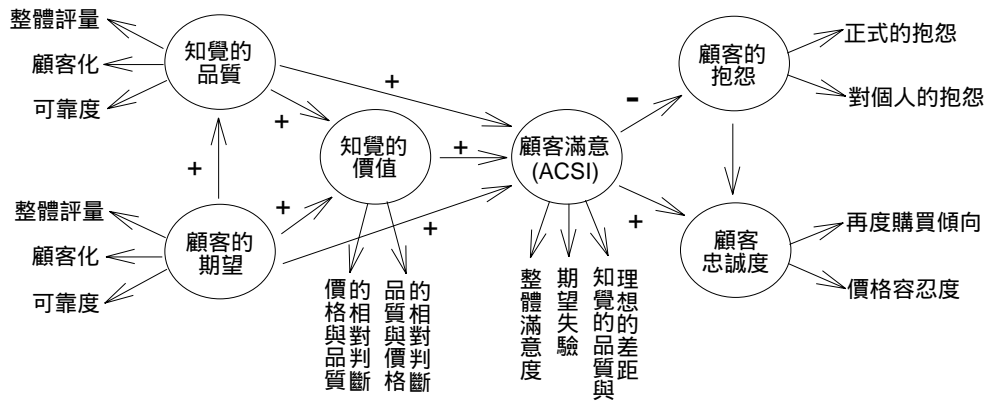 整體評量
顧客化
可靠度
知覺的
品質
+
+
+
整體評量
顧客化
可靠度
顧客的
期望
+
+
知覺的
價值
+
價格與品質
的相對判斷
品質與價格
的相對判斷
顧客滿意
(ACSI)
整體滿意度
期望失驗
知覺的品質與
理想的差距
-
+
顧客的
抱怨
正式的抱怨
對個人的抱怨
顧客
忠誠度
再度購買傾向
價格容忍度